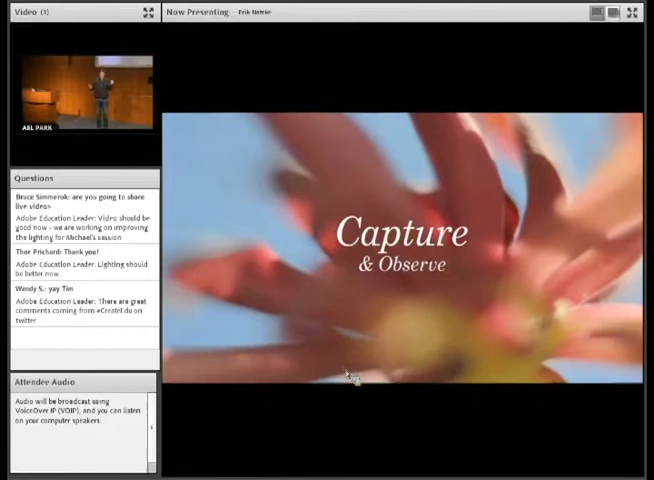 Video (1)
Now Presenting - Erik Natzke
AEL PARK
Questions
Bruce Simmerok: are you going to share
live video>
Adobe Education Leader: Video should be
good now - we are working on improving
the lighting for Michael's session
Thor Prichard: Thank you!
Adobe Education Leader: Lighting should
be better now
Wendy S.: yay Tim
Adobe Education Leader: There are great
comments coming from #CreateEdu on
twitter
Capture
& Observe
Attendee Audio
Audio will be broadcast using
VoiceOver IP (VOIP), and you can listen
on your computer speakers.